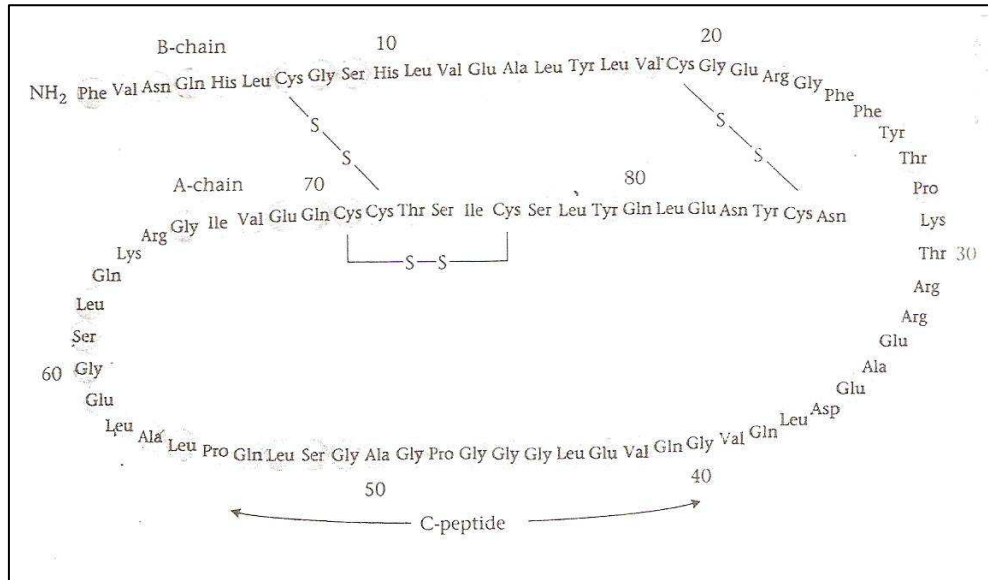 B-chain 10 20
NH2 Phe Val Asn Gln His Leu Cys Gly Ser His Leu Val Glu Ala Leu Tyr Leu Val Cys Gly Glu Arg Gly Phe Phe Tyr Thr Pro Lys Thr 30 Arg Arg Glu Ala Glu Asp Leu Gln Val Gly Gln Val Glu Leu Gly Gly Gly Pro Gly Ala Gly Ser Leu Gln Pro Leu Ala Leu Glu Gly Ser Leu Gln Lys Arg
S
S
S
S
A-chain 70 80
Gly Ile Val Glu Gln Cys Cys Thr Ser Ile Cys Ser Leu Tyr Gln Leu Glu Asn Tyr Cys Asn
S S
60
50 40
C-peptide